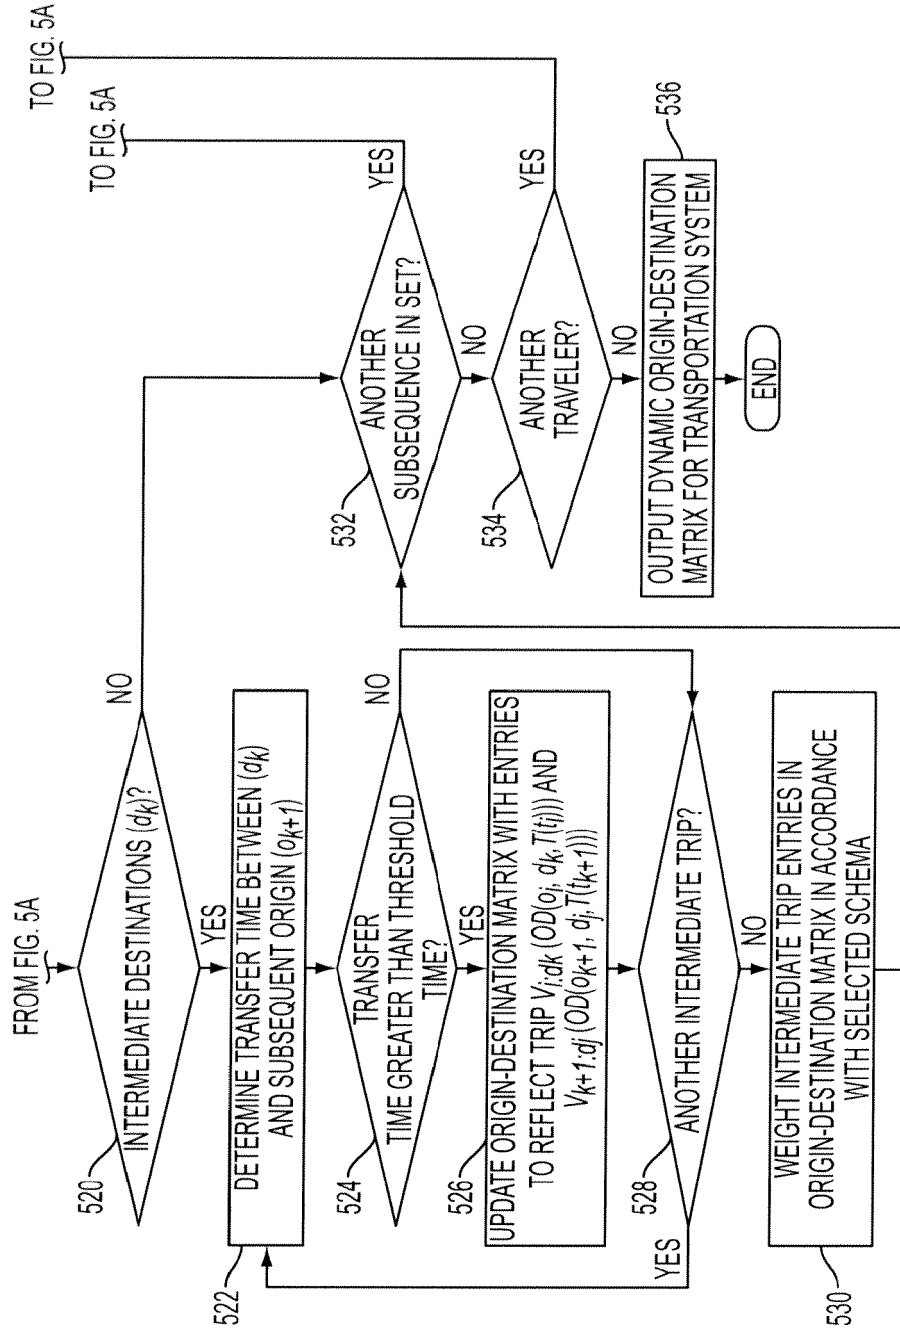 FROM FIG. 5A
520
INTERMEDIATE DESTINATIONS (dk)?
NO
YES
522
DETERMINE TRANSFER TIME BETWEEN (dk)
AND SUBSEQUENT ORIGIN (ok+1)
524
TRANSFER
TIME GREATER THAN THRESHOLD
TIME?
NO
YES
526
UPDATE ORIGIN-DESTINATION MATRIX WITH ENTRIES
TO REFLECT TRIP Vi:dk (OD(oi, dk, T(ti))) AND
Vk+1:dj (OD(ok+1, dj, T(tk+1)))
528
ANOTHER INTERMEDIATE TRIP?
YES
NO
530
WEIGHT INTERMEDIATE TRIP ENTRIES IN
ORIGIN-DESTINATION MATRIX IN ACCORDANCE
WITH SELECTED SCHEMA
TO FIG. 5A
TO FIG. 5A
532
ANOTHER
SUBSEQUENCE IN SET?
YES
NO
534
ANOTHER
TRAVELER?
YES
NO
536
OUTPUT DYNAMIC ORIGIN-DESTINATION
MATRIX FOR TRANSPORTATION SYSTEM
END